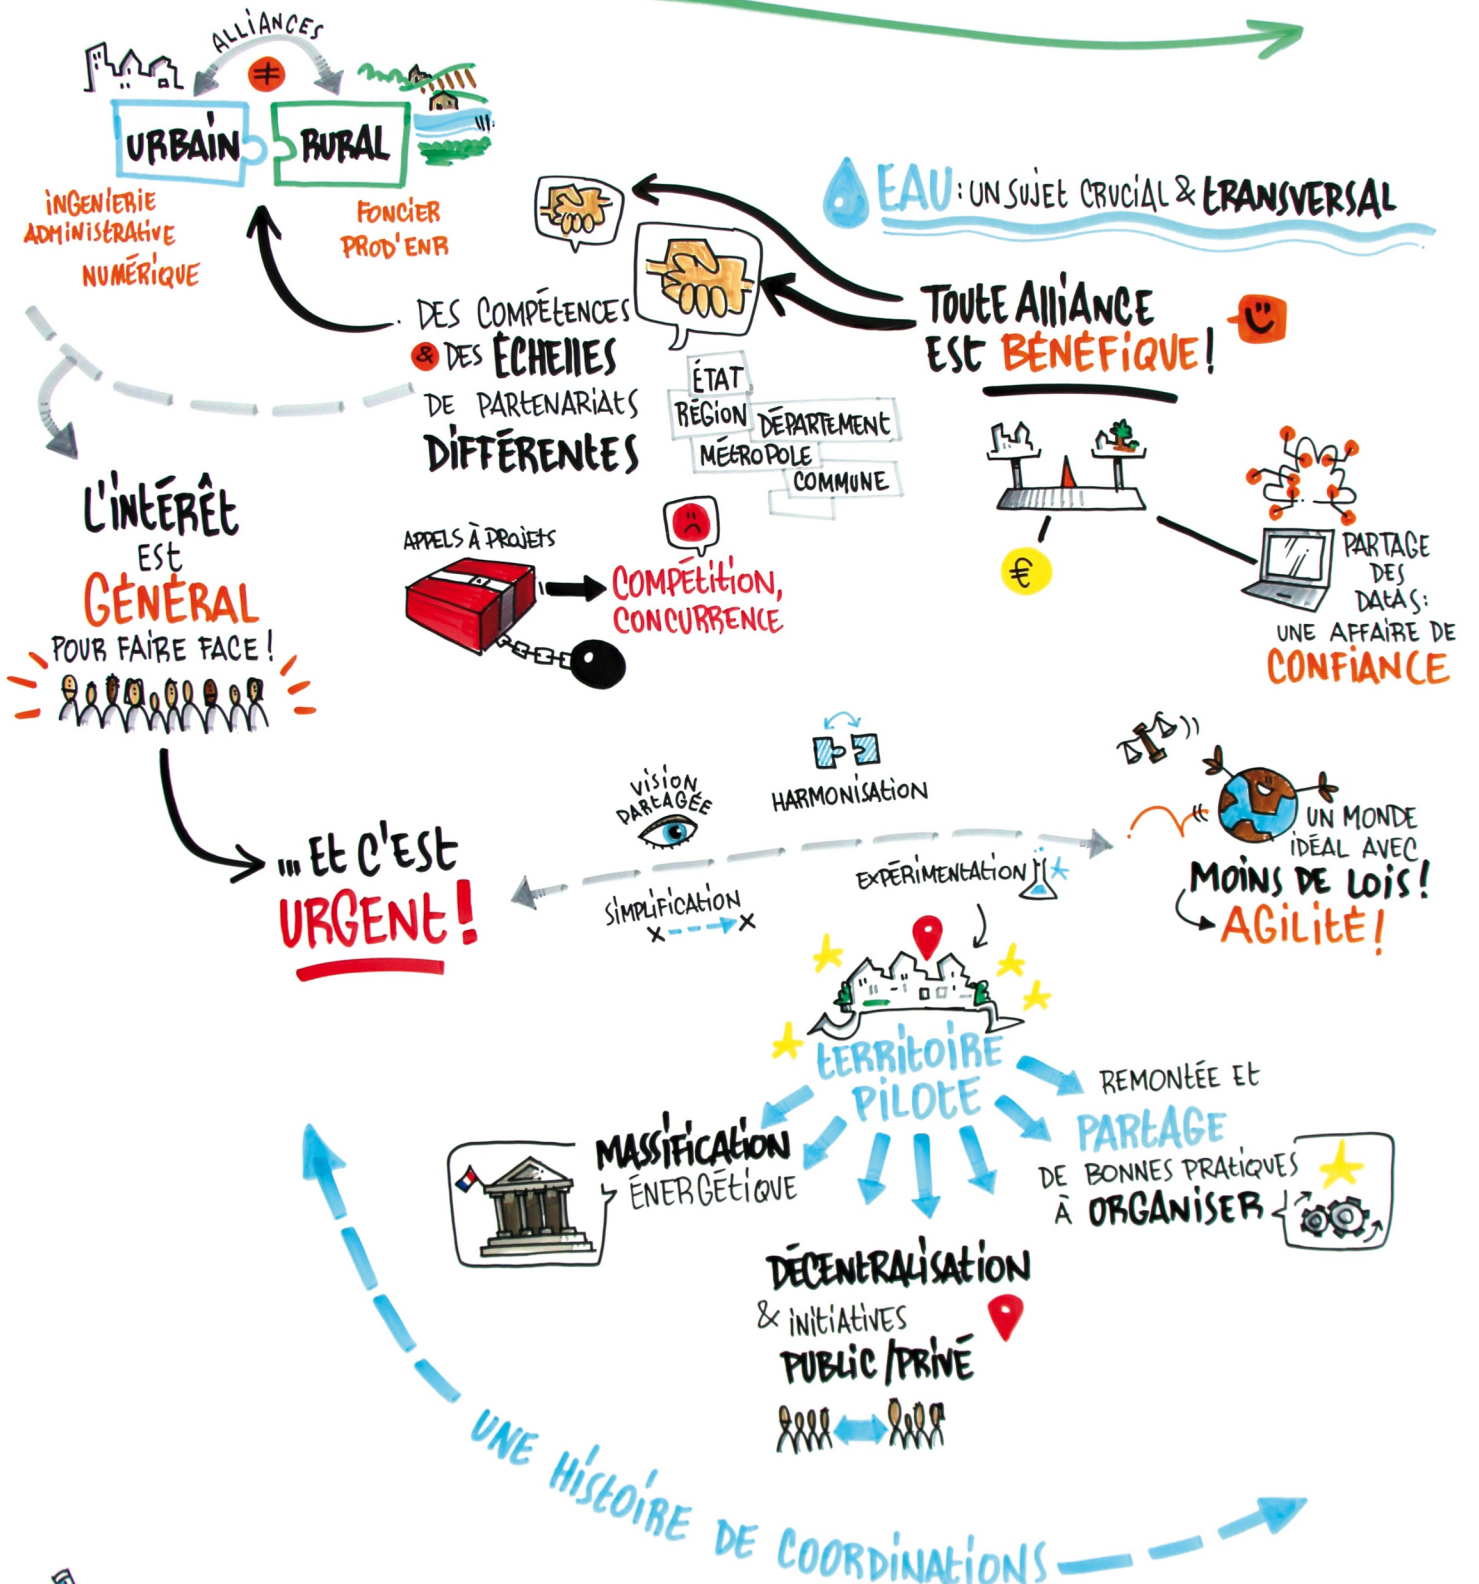 ALLIANCES
≠
URBAIN
RURAL
INGENIERIE
ADMINISTRATIVE
NUMÉRIQUE
FONCIER
PROD'ENR
EAU : UN SUJET CRUCIAL & TRANSVERSAL
DES COMPÉTENCES
& DES ÉCHELLES
DE PARTENARIATS
DIFFÉRENTES
TOUTE ALLIANCE
EST BÉNÉFIQUE !
ÉTAT
RÉGION
DÉPARTEMENT
MÉTROPOLE
COMMUNE
L'INTÉRÊT
EST
GÉNÉRAL
POUR FAIRE FACE !
APPELS À PROJETS
COMPÉTITION,
CONCURRENCE
€
PARTAGE
DES
DATAS :
UNE AFFAIRE DE
CONFIANCE
... ET C'EST
URGENT !
VISION
PARTAGÉE
HARMONISATION
SIMPLIFICATION
EXPÉRIMENTATION
UN MONDE
IDÉAL AVEC
MOINS DE LOIS !
AGILITÉ !
TERRITOIRE
PILOTE
MASSIFICATION
ÉNERGÉTIQUE
REMONTÉE ET
PARTAGE
DE BONNES PRATIQUES
À ORGANISER
DÉCENTRALISATION
& INITIATIVES
PUBLIC / PRIVÉ
UNE HISTOIRE DE COORDINATIONS